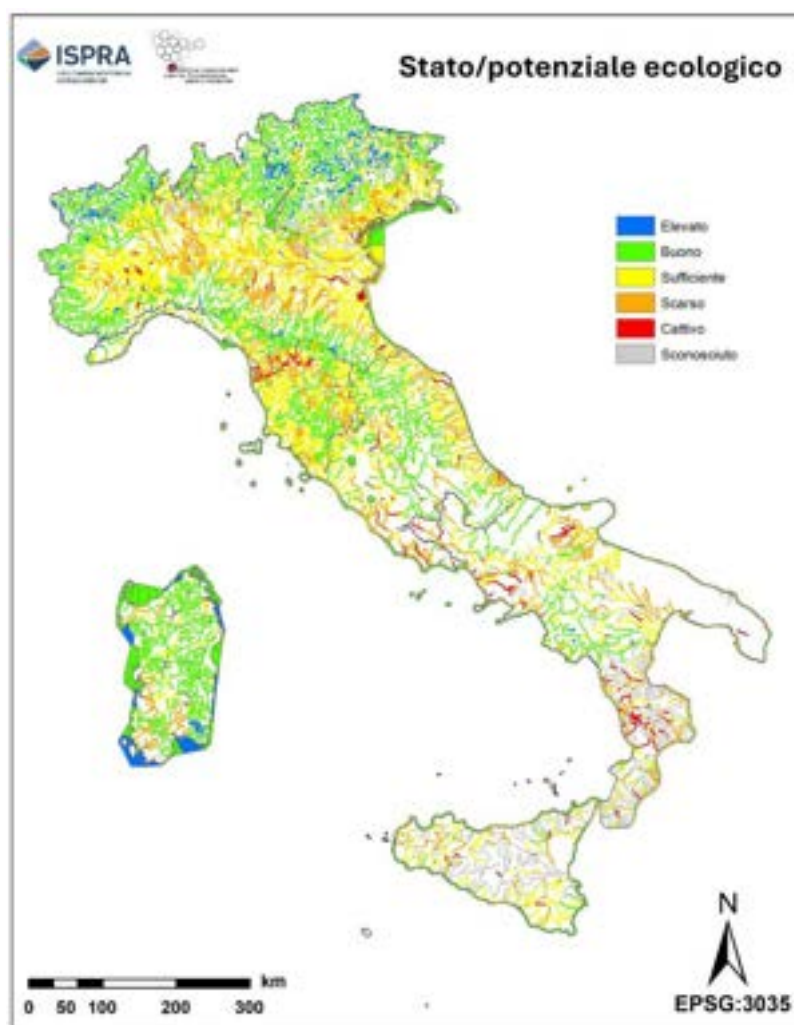 ISPRA
Stato/potenziale ecologico
Elevato
Buono
Sufficiente
Scarso
Cattivo
Sconosciuto
N
km
0 50 100 200 300
EPSG:3035